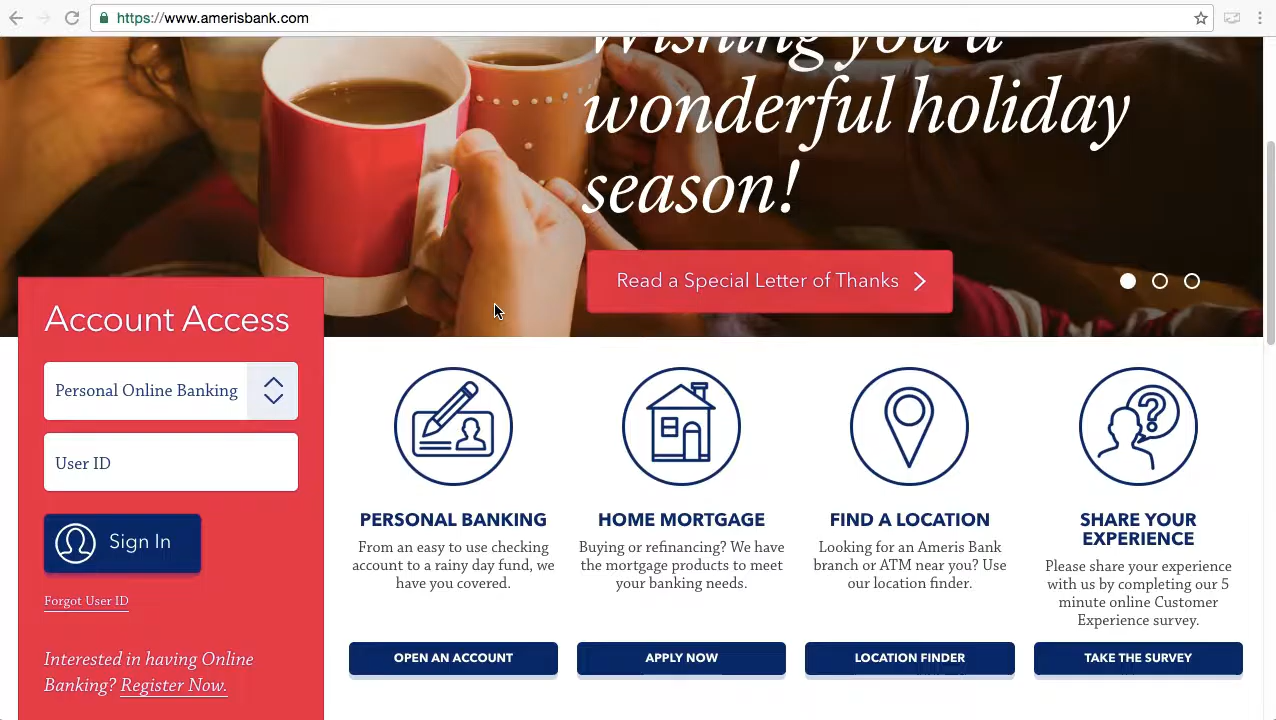 https://www.amerisbank.com
Wishing you a
wonderful holiday
season!
Read a Special Letter of Thanks
Account Access
Personal Online Banking
User ID
Sign In
Forgot User ID
Interested in having Online
Banking? Register Now.
PERSONAL BANKING
From an easy to use checking
account to a rainy day fund, we
have you covered.
OPEN AN ACCOUNT
HOME MORTGAGE
Buying or refinancing? We have
the mortgage products to meet
your banking needs.
APPLY NOW
FIND A LOCATION
Looking for an Ameris Bank
branch or ATM near you? Use
our location finder.
LOCATION FINDER
SHARE YOUR
EXPERIENCE
Please share your experience
with us by completing our 5
minute online Customer
Experience survey.
TAKE THE SURVEY